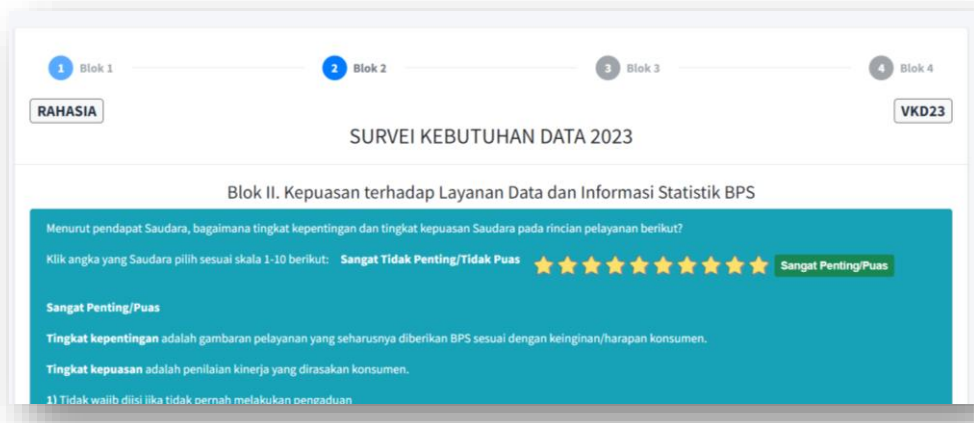 1 Blok 1 2 Blok 2 3 Blok 3 4 Blok 4
RAHASIA VKD23
SURVEI KEBUTUHAN DATA 2023
Blok II. Kepuasan terhadap Layanan Data dan Informasi Statistik BPS
Menurut pendapat Saudara, bagaimana tingkat kepentingan dan tingkat kepuasan Saudara pada rincian pelayanan berikut?
Klik angka yang Saudara pilih sesuai skala 1-10 berikut: Sangat Tidak Penting/Tidak Puas Sangat Penting/Puas
Sangat Penting/Puas
Tingkat kepentingan adalah gambaran pelayanan yang seharusnya diberikan BPS sesuai dengan keinginan/harapan konsumen.
Tingkat kepuasan adalah penilaian kinerja yang dirasakan konsumen.
1) Tidak wajib diisi jika tidak pernah melakukan pengaduan